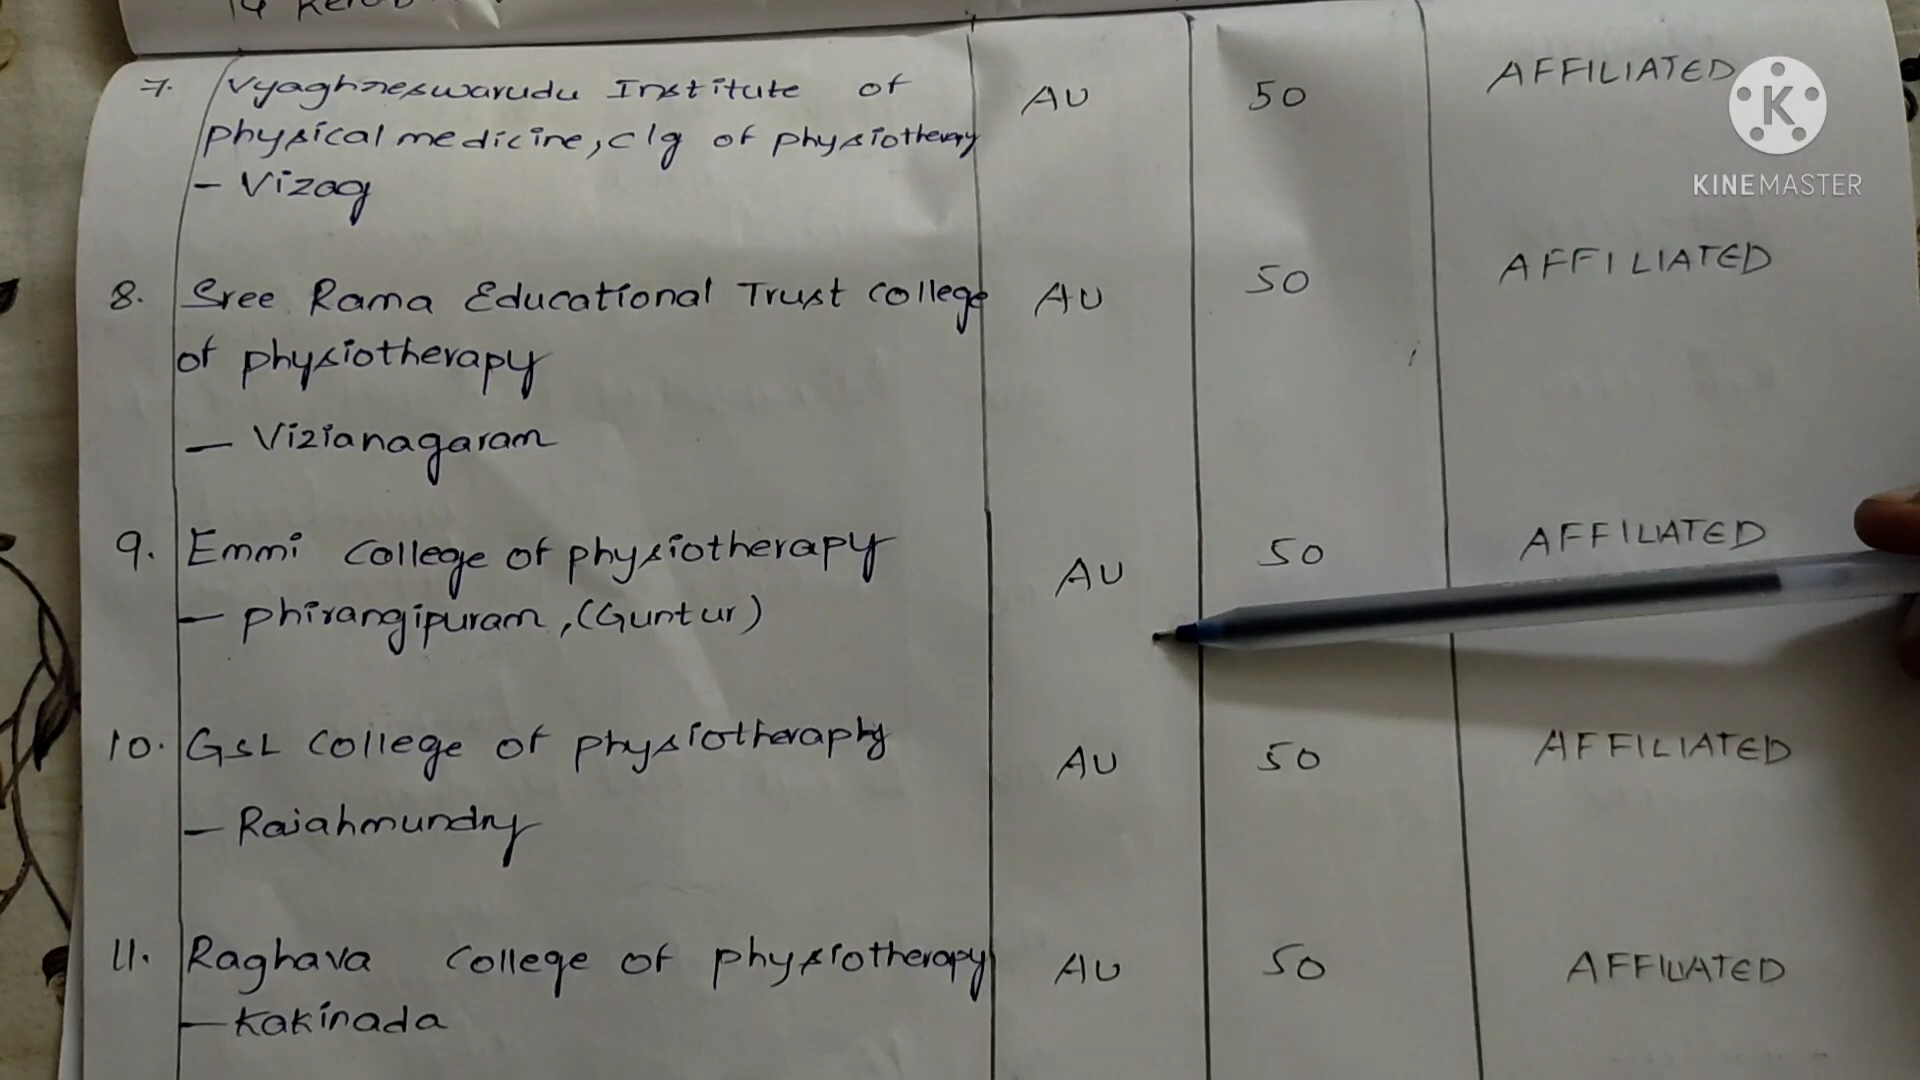 7. Vyaghreswarudu Institute of AU 50 AFFILIATED
physical medicine, clg of physiotherapy
- Vizag
8. Sree Rama Educational Trust College AU 50 AFFILIATED
of physiotherapy
- Vizianagaram
9. Emmi College of physiotherapy AU 50 AFFILIATED
- phirangipuram, (Guntur)
10. GSL College of physiotheraphy AU 50 AFFILIATED
- Rajahmundry
11. Raghava College of physiotherapy AU 50 AFFILIATED
- Kakinada
K
KINEMASTER